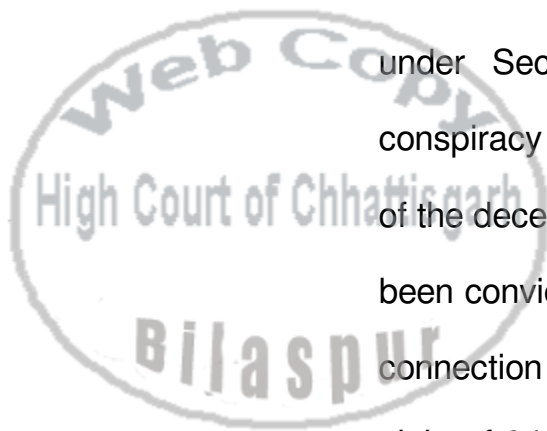 Web Copy
under Sec
conspiracy
High Court of Chhattisgarh
of the dece
been convic
Bilaspur
connection